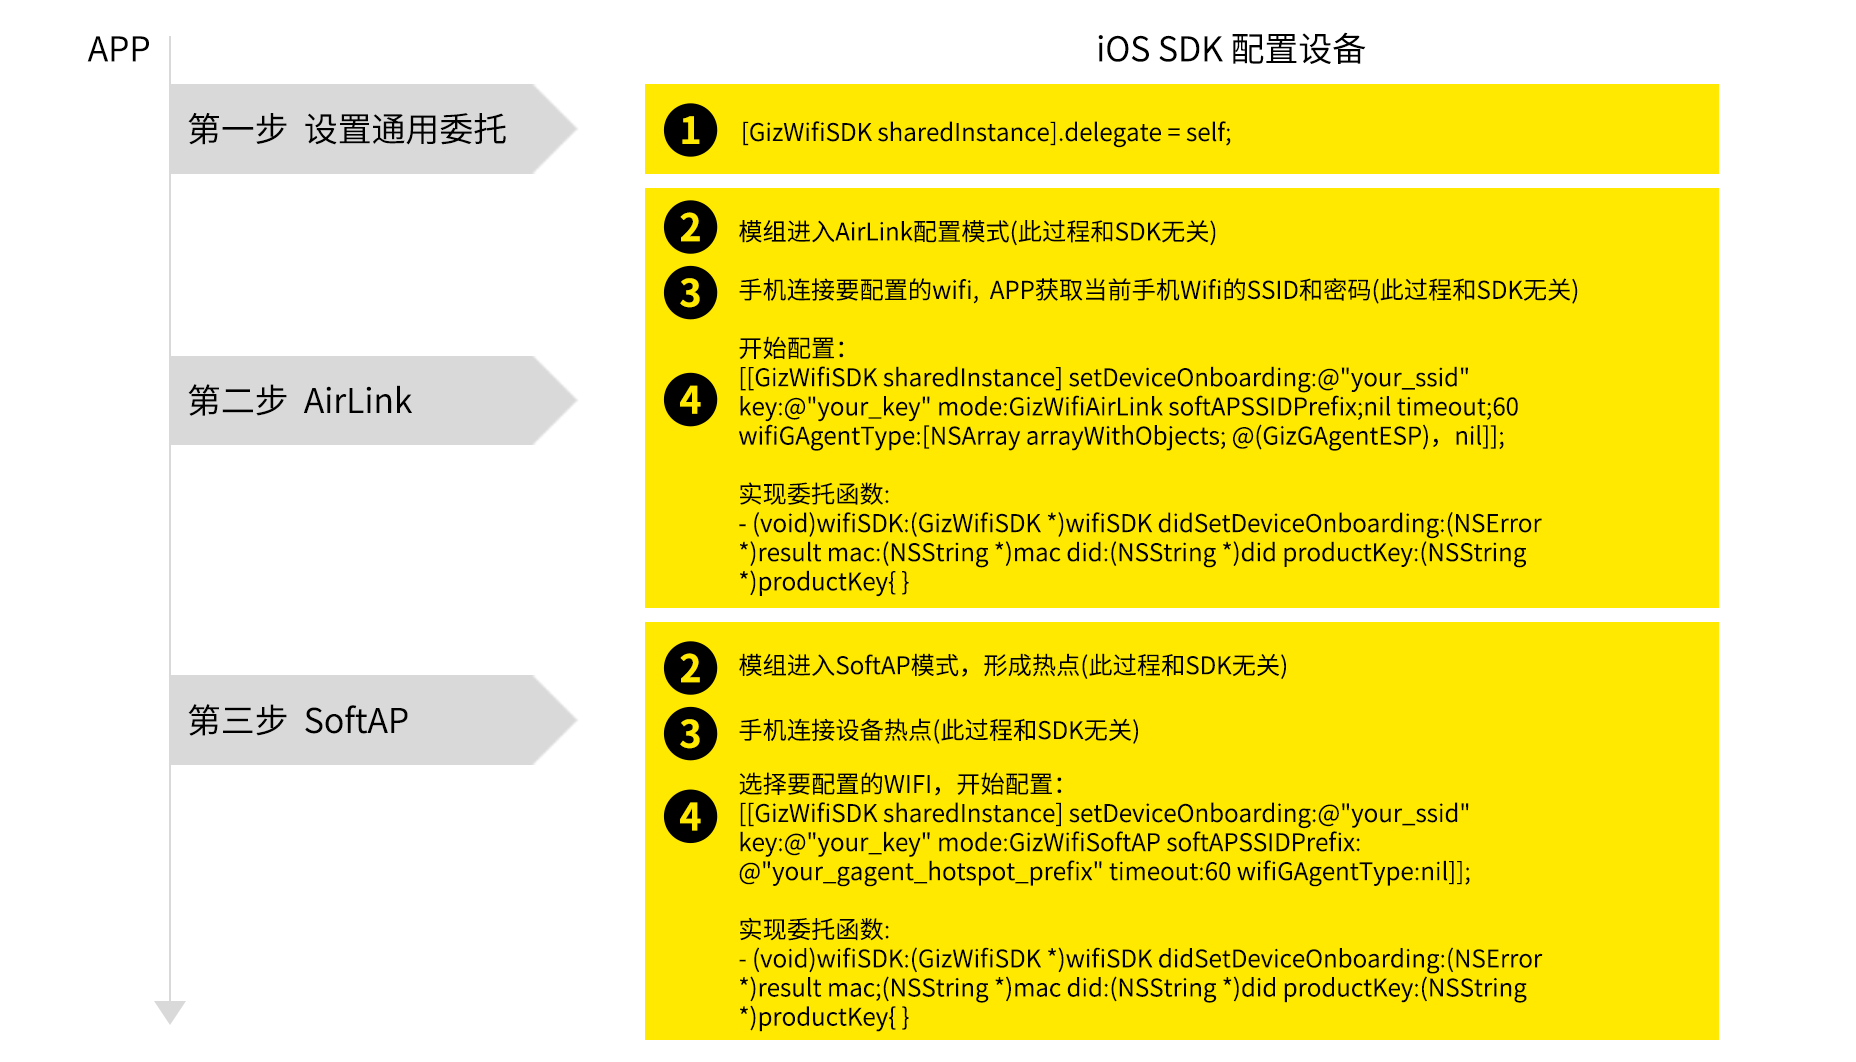 APP
iOS SDK 配置设备
第一步 设置通用委托
1 [GizWifiSDK sharedInstance].delegate = self;
2 模组进入AirLink配置模式(此过程和SDK无关)
3 手机连接要配置的wifi, APP获取当前手机Wifi的SSID和密码(此过程和SDK无关)
第二步 AirLink
4
开始配置：
[[GizWifiSDK sharedInstance] setDeviceOnboarding:@"your_ssid"
key:@"your_key" mode:GizWifiAirLink softAPSSIDPrefix;nil timeout;60
wifiGAgentType:[NSArray arrayWithObjects; @(GizGAgentESP)，nil]];
实现委托函数:
- (void)wifiSDK:(GizWifiSDK *)wifiSDK didSetDeviceOnboarding:(NSError
*)result mac:(NSString *)mac did:(NSString *)did productKey:(NSString
*)productKey{ }
第三步 SoftAP
2 模组进入SoftAP模式，形成热点(此过程和SDK无关)
3 手机连接设备热点(此过程和SDK无关)
4
选择要配置的WIFI，开始配置：
[[GizWifiSDK sharedInstance] setDeviceOnboarding:@"your_ssid"
key:@"your_key" mode:GizWifiSoftAP softAPSSIDPrefix:
@"your_gagent_hotspot_prefix" timeout:60 wifiGAgentType:nil]];
实现委托函数:
- (void)wifiSDK:(GizWifiSDK *)wifiSDK didSetDeviceOnboarding:(NSError
*)result mac;(NSString *)mac did:(NSString *)did productKey:(NSString
*)productKey{ }